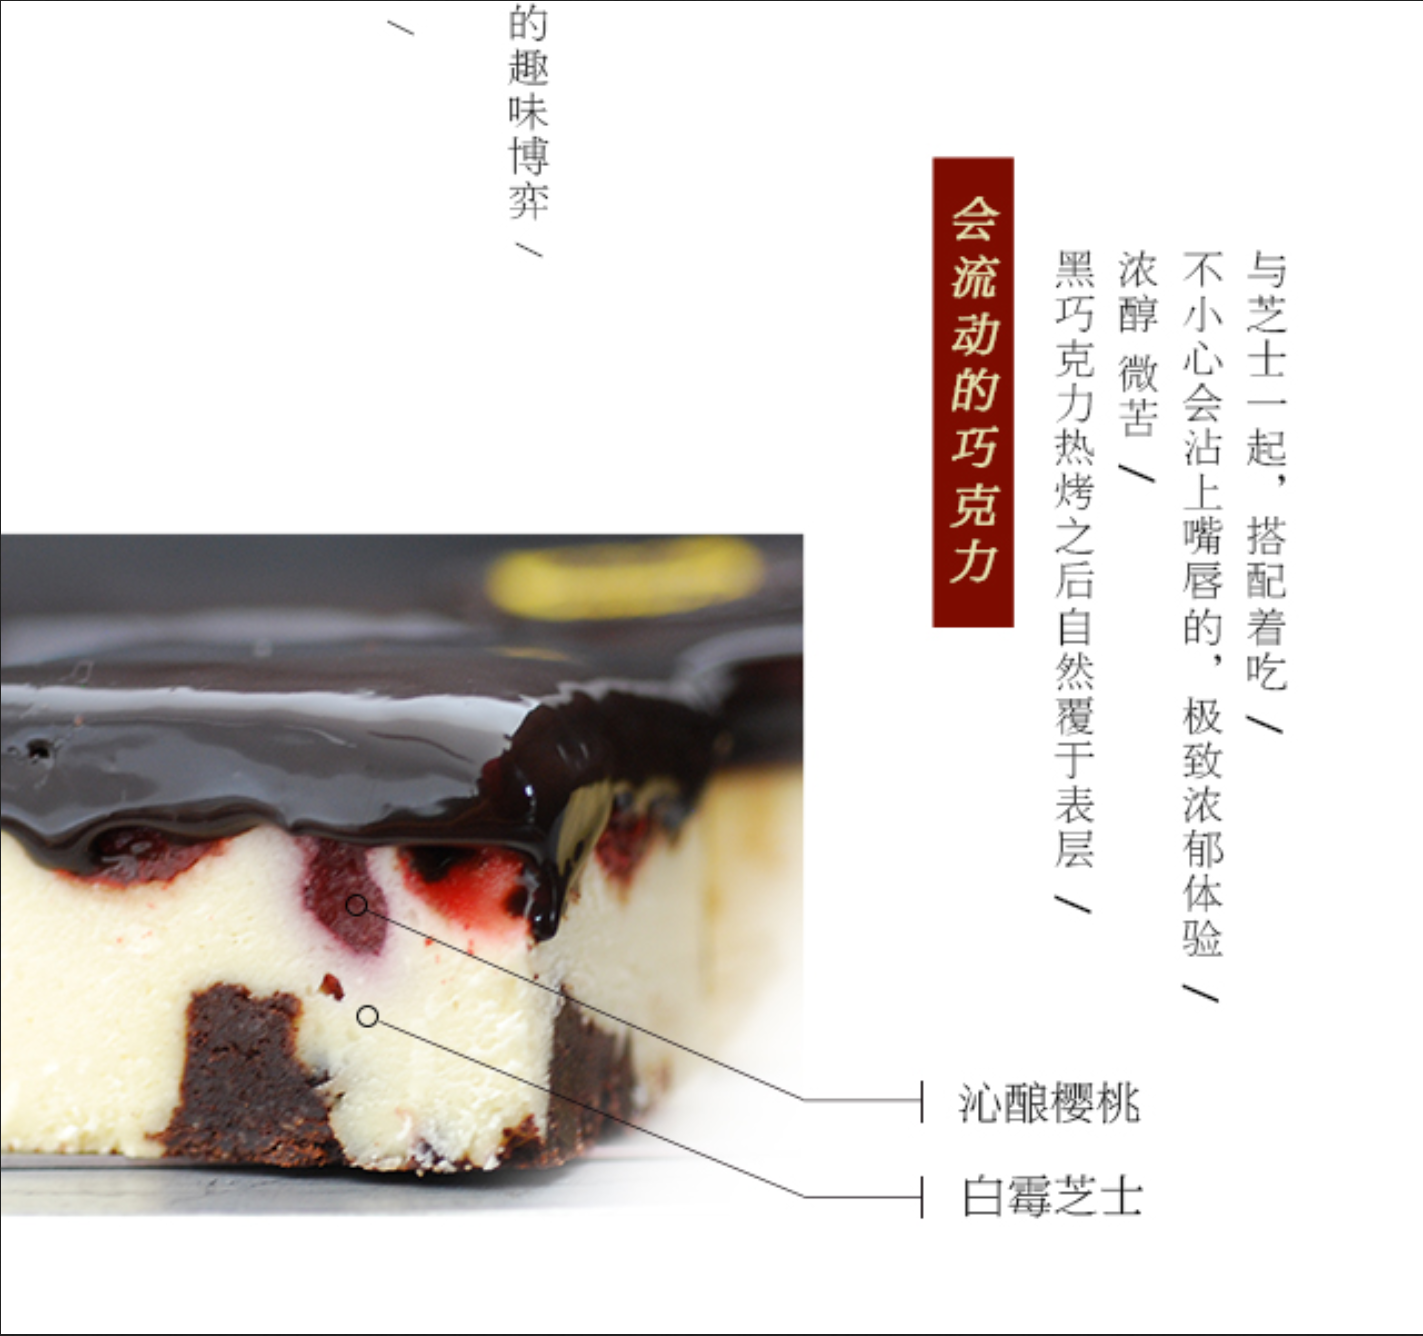 的趣味博弈 /
会流动的巧克力
黑巧克力热烤之后自然覆于表层 /
浓醇 微苦 /
不小心会沾上嘴唇的，极致浓郁体验 /
与芝士一起，搭配着吃 /
沁酿樱桃
白霉芝士